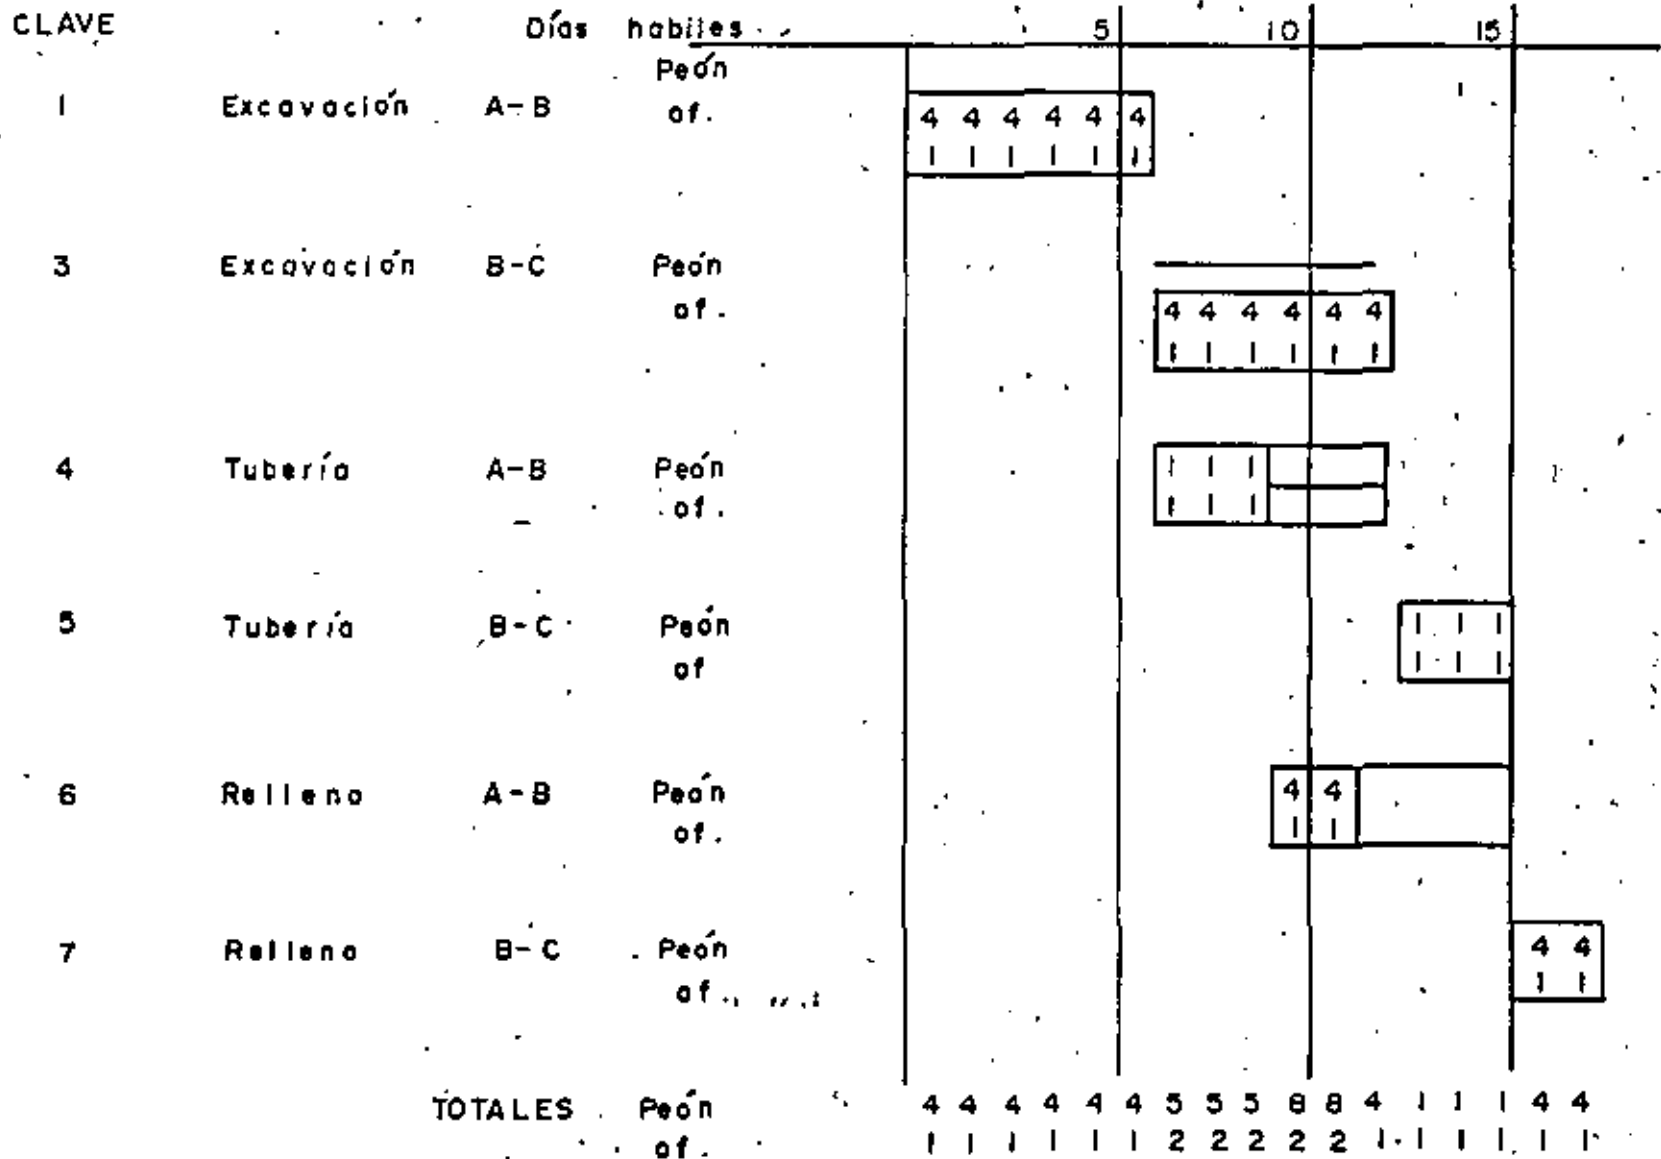 CLAVE Días habiles 5 10 15
Peón
1 Excavación A-B of. 4 4 4 4 4 4
1 1 1 1 1 1
3 Excavación B-C Peón
of. 4 4 4 4 4 4
1 1 1 1 1 1
4 Tubería A-B Peón 1 1 1
of. 1 1 1
5 Tubería B-C Peón 1 1 1
of 1 1 1
6 Relleno A-B Peón 4 4
of. 1 1
7 Relleno B-C Peón 4 4
of. 1 1
TOTALES Peón 4 4 4 4 4 4 5 5 5 8 8 4 1 1 1 4 4
of. 1 1 1 1 1 1 2 2 2 2 2 1 1 1 1 1 1